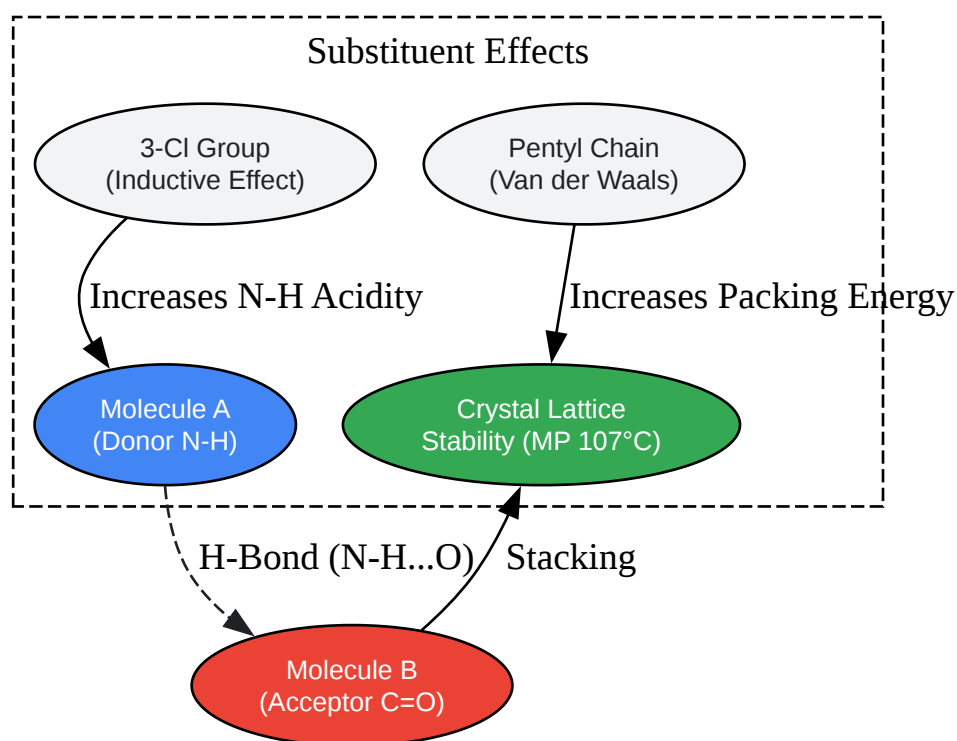 Substituent Effects
3-Cl Group
(Inductive Effect)
Pentyl Chain
(Van der Waals)
Increases N-H Acidity
Increases Packing Energy
Molecule A
(Donor N-H)
Crystal Lattice
Stability (MP 107°C)
H-Bond (N-H...O)
Stacking
Molecule B
(Acceptor C=O)